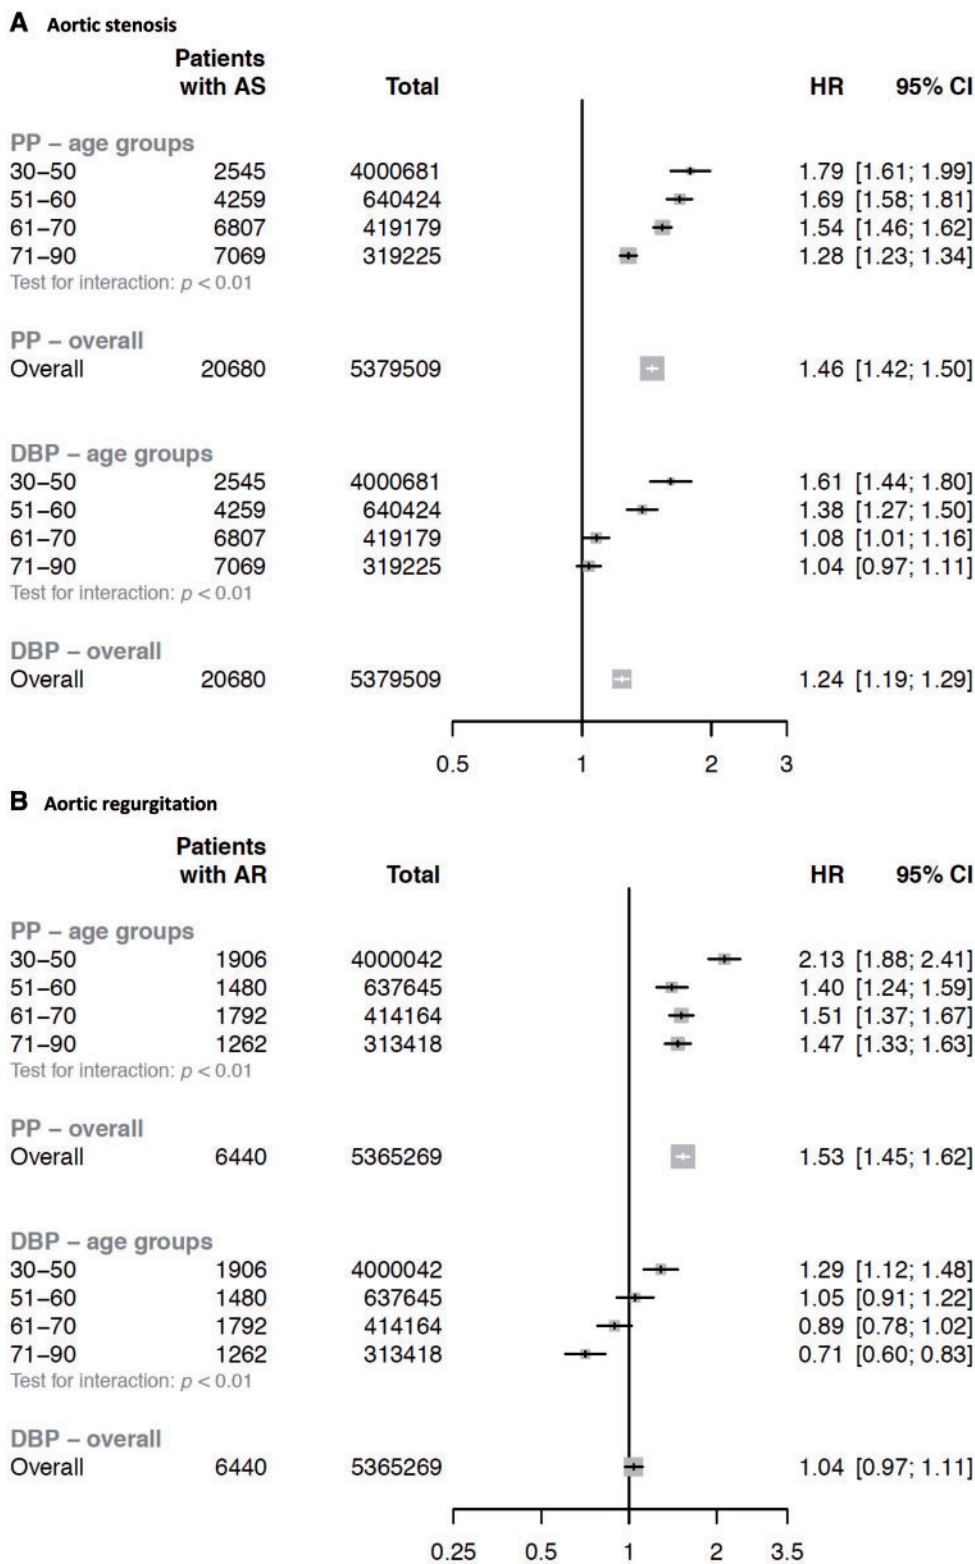 A Aortic stenosis
Patients
with AS Total HR 95% CI
PP – age groups
30–50 2545 4000681 1.79 [1.61; 1.99]
51–60 4259 640424 1.69 [1.58; 1.81]
61–70 6807 419179 1.54 [1.46; 1.62]
71–90 7069 319225 1.28 [1.23; 1.34]
Test for interaction: p < 0.01
PP – overall
Overall 20680 5379509 1.46 [1.42; 1.50]
DBP – age groups
30–50 2545 4000681 1.61 [1.44; 1.80]
51–60 4259 640424 1.38 [1.27; 1.50]
61–70 6807 419179 1.08 [1.01; 1.16]
71–90 7069 319225 1.04 [0.97; 1.11]
Test for interaction: p < 0.01
DBP – overall
Overall 20680 5379509 1.24 [1.19; 1.29]
0.5 1 2 3
B Aortic regurgitation
Patients
with AR Total HR 95% CI
PP – age groups
30–50 1906 4000042 2.13 [1.88; 2.41]
51–60 1480 637645 1.40 [1.24; 1.59]
61–70 1792 414164 1.51 [1.37; 1.67]
71–90 1262 313418 1.47 [1.33; 1.63]
Test for interaction: p < 0.01
PP – overall
Overall 6440 5365269 1.53 [1.45; 1.62]
DBP – age groups
30–50 1906 4000042 1.29 [1.12; 1.48]
51–60 1480 637645 1.05 [0.91; 1.22]
61–70 1792 414164 0.89 [0.78; 1.02]
71–90 1262 313418 0.71 [0.60; 0.83]
Test for interaction: p < 0.01
DBP – overall
Overall 6440 5365269 1.04 [0.97; 1.11]
0.25 0.5 1 2 3.5